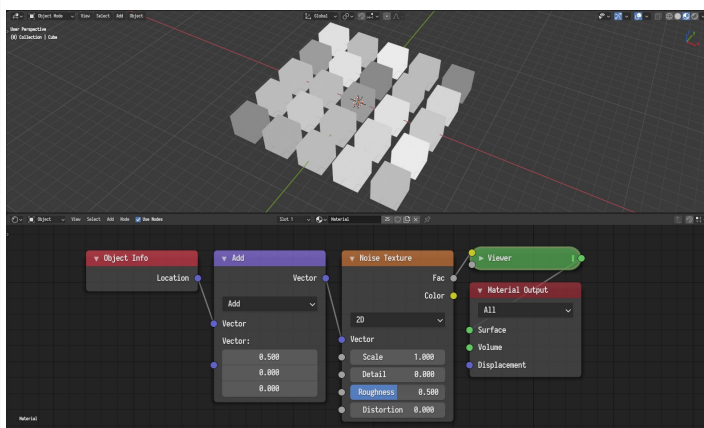 Object Mode View Select Add Object
Global
User Perspective
(0) Collection | Cube
Object View Select Add Node Use Nodes Slot 1 Material 25
Object Info
Location
Add
Vector
Add
Vector
Vector:
0.500
0.000
0.000
Noise Texture
Fac
Color
2D
Vector
Scale 1.000
Detail 0.000
Roughness 0.500
Distortion 0.000
Viewer
Material Output
All
Surface
Volume
Displacement
Material